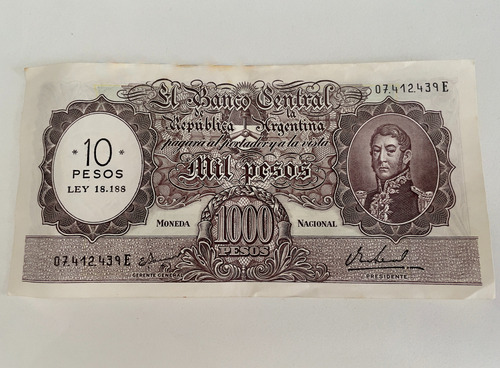 07.412.439 E
El Banco Central
de la
República Argentina
pagará al Portador y a la vista
Mil pesos
* 10 *
PESOS
LEY 18.188
MONEDA NACIONAL
1000
PESOS
07.412.439 E
GERENTE GENERAL
PRESIDENTE